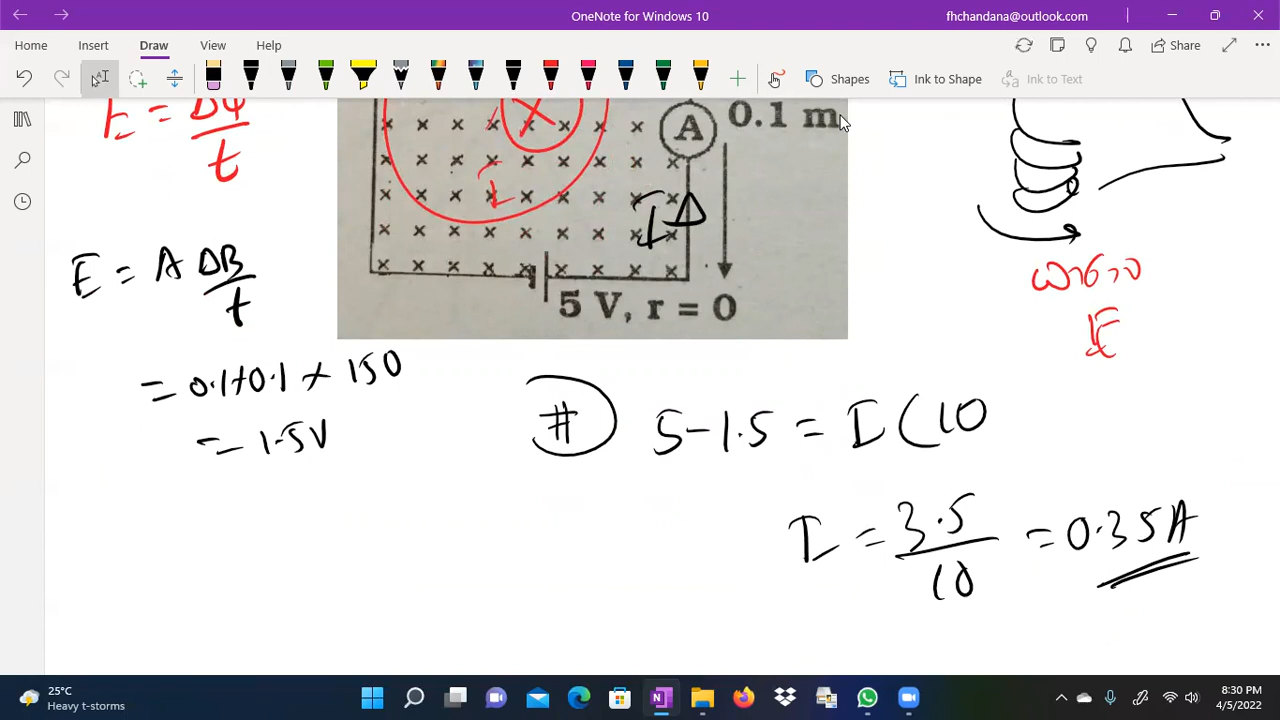 OneNote for Windows 10
fhchandana@outlook.com
Home Insert Draw View Help
Share
Shapes Ink to Shape Ink to Text
E = Δψ/t
A
0.1 m
I
5 V, r = 0
E = A ΔB/t
= 0.1×0.1 × 150
= 1.5V
E
# 5-1.5 = I(10
I = 3.5/10 = 0.35A
25°C
Heavy t-storms
8:30 PM
4/5/2022